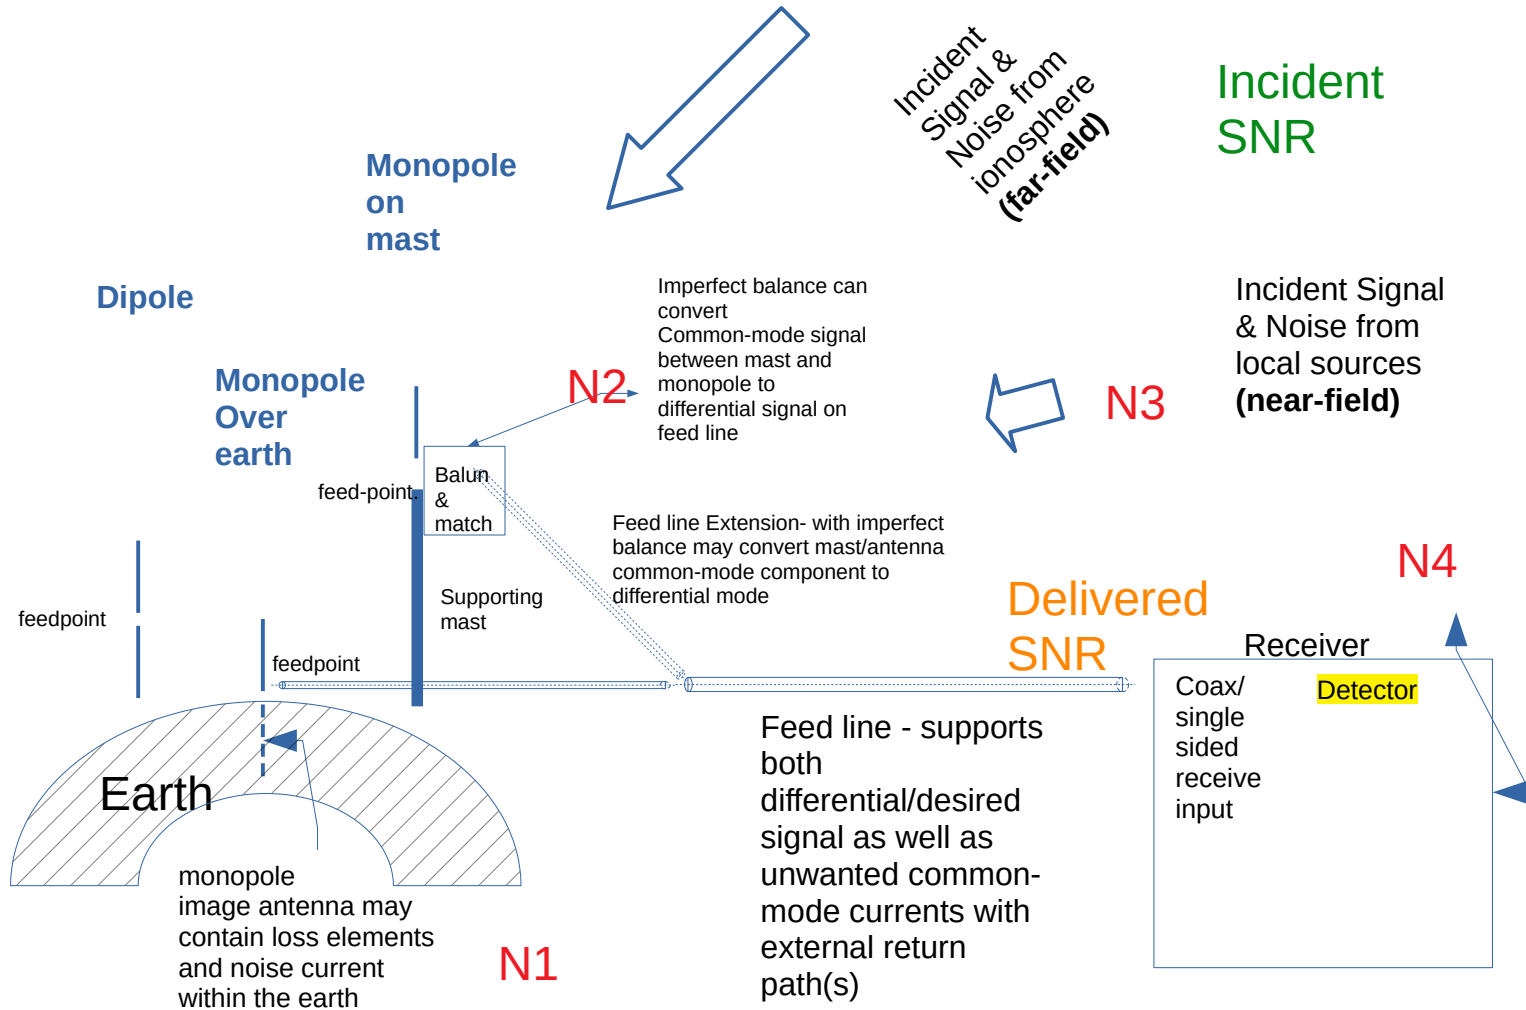 Incident
Signal &
Noise from
ionosphere
(far-field)
Incident
SNR
Monopole
on
mast
Dipole
Imperfect balance can
convert
Common-mode signal
between mast and
monopole to
differential signal on
feed line
Incident Signal
& Noise from
local sources
(near-field)
Monopole
Over
earth
N2
N3
feed-point.
Balun
&
match
Feed line Extension- with imperfect
balance may convert mast/antenna
common-mode component to
differential mode
N4
feedpoint
Supporting
mast
Delivered
SNR
Receiver
feedpoint
Coax/
single
sided
receive
input
Detector
Earth
Feed line - supports
both
differential/desired
signal as well as
unwanted common-
mode currents with
external return
path(s)
monopole
image antenna may
contain loss elements
and noise current
within the earth
N1